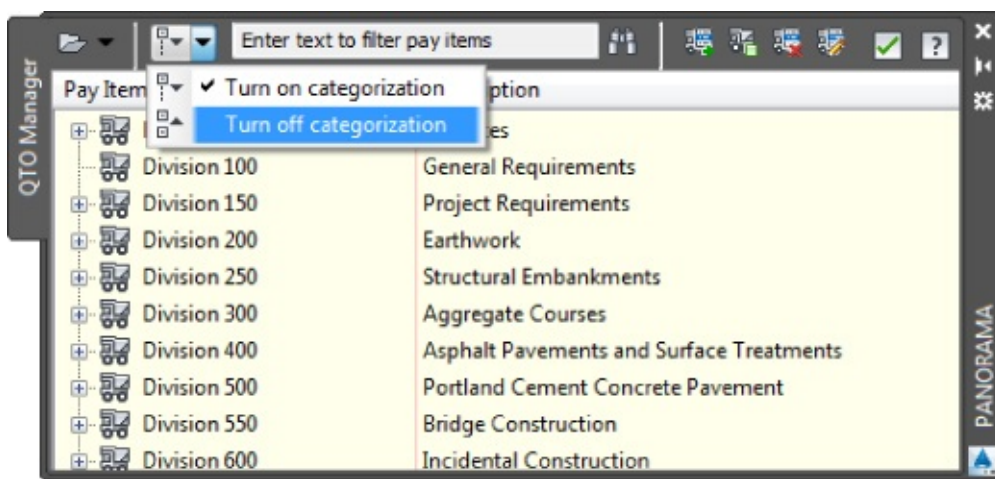 QTO Manager
Enter text to filter pay items
Pay Item
ption
Turn on categorization
Turn off categorization
es
Division 100 General Requirements
Division 150 Project Requirements
Division 200 Earthwork
Division 250 Structural Embankments
Division 300 Aggregate Courses
Division 400 Asphalt Pavements and Surface Treatments
Division 500 Portland Cement Concrete Pavement
Division 550 Bridge Construction
Division 600 Incidental Construction
PANORAMA